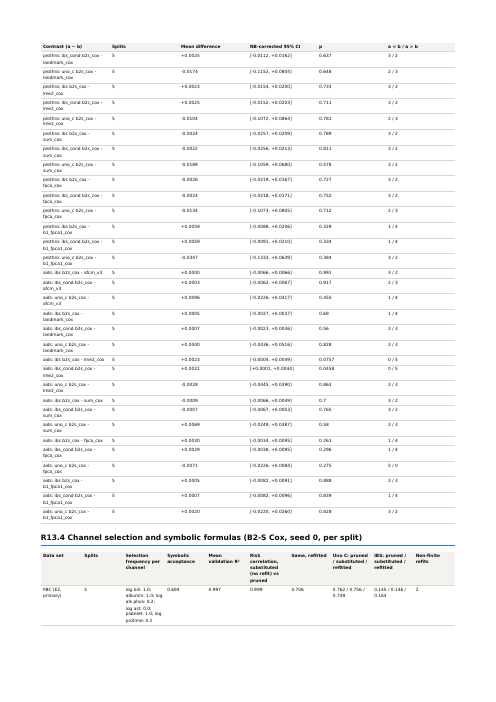 Contrast (a − b) Splits Mean difference NB-corrected 95% CI p a < b / a > b
prothro: ibs_cond b2s_cox - 5 +0.0025 [-0.0112, +0.0162] 0.637 3 / 2
landmark_cox
prothro: uno_c b2s_cox - 5 -0.0174 [-0.1152, +0.0804] 0.648 2 / 3
landmark_cox
prothro: ibs b2s_cox - 5 +0.0023 [-0.0154, +0.0200] 0.733 3 / 2
lme2_cox
prothro: ibs_cond b2s_cox - 5 +0.0025 [-0.0152, +0.0203] 0.711 3 / 2
lme2_cox
prothro: uno_c b2s_cox - 5 -0.0104 [-0.1072, +0.0864] 0.781 2 / 3
lme2_cox
prothro: ibs b2s_cox - 5 -0.0024 [-0.0257, +0.0209] 0.789 3 / 2
sum_cox
prothro: ibs_cond b2s_cox - 5 -0.0022 [-0.0256, +0.0213] 0.811 3 / 2
sum_cox
prothro: uno_c b2s_cox - 5 -0.0189 [-0.1059, +0.0680] 0.578 3 / 2
sum_cox
prothro: ibs b2s_cox - 5 -0.0026 [-0.0219, +0.0167] 0.727 3 / 2
fpca_cox
prothro: ibs_cond b2s_cox - 5 -0.0024 [-0.0218, +0.0171] 0.752 3 / 2
fpca_cox
prothro: uno_c b2s_cox - 5 -0.0134 [-0.1073, +0.0805] 0.712 2 / 3
fpca_cox
prothro: ibs b2s_cox - 5 +0.0059 [-0.0088, +0.0206] 0.329 1 / 4
b1_fpca1_cox
prothro: ibs_cond b2s_cox - 5 +0.0059 [-0.0091, +0.0210] 0.334 1 / 4
b1_fpca1_cox
prothro: uno_c b2s_cox - 5 -0.0347 [-0.1333, +0.0639] 0.384 3 / 2
b1_fpca1_cox
aids: ibs b2s_cox - afcm_vil 5 +0.0000 [-0.0066, +0.0066] 0.991 3 / 2
aids: ibs_cond b2s_cox - 5 +0.0003 [-0.0062, +0.0067] 0.917 2 / 3
afcm_vil
aids: uno_c b2s_cox - 5 +0.0096 [-0.0226, +0.0417] 0.455 1 / 4
afcm_vil
aids: ibs b2s_cox - 5 +0.0005 [-0.0027, +0.0037] 0.69 1 / 4
landmark_cox
aids: ibs_cond b2s_cox - 5 +0.0007 [-0.0023, +0.0036] 0.56 2 / 3
landmark_cox
aids: uno_c b2s_cox - 5 +0.0040 [-0.0436, +0.0516] 0.828 2 / 3
landmark_cox
aids: ibs b2s_cox - lme2_cox 5 +0.0023 [-0.0004, +0.0049] 0.0757 0 / 5
aids: ibs_cond b2s_cox - 5 +0.0022 [+0.0001, +0.0044] 0.0458 0 / 5
lme2_cox
aids: uno_c b2s_cox - 5 -0.0028 [-0.0445, +0.0390] 0.863 2 / 3
lme2_cox
aids: ibs b2s_cox - sum_cox 5 -0.0009 [-0.0066, +0.0049] 0.7 3 / 2
aids: ibs_cond b2s_cox - 5 -0.0007 [-0.0067, +0.0053] 0.765 3 / 2
sum_cox
aids: uno_c b2s_cox - 5 +0.0069 [-0.0249, +0.0387] 0.58 2 / 3
sum_cox
aids: ibs b2s_cox - fpca_cox 5 +0.0030 [-0.0034, +0.0095] 0.261 1 / 4
aids: ibs_cond b2s_cox - 5 +0.0029 [-0.0038, +0.0095] 0.296 1 / 4
fpca_cox
aids: uno_c b2s_cox - 5 -0.0071 [-0.0226, +0.0084] 0.275 5 / 0
fpca_cox
aids: ibs b2s_cox - 5 +0.0005 [-0.0082, +0.0091] 0.888 2 / 3
b1_fpca1_cox
aids: ibs_cond b2s_cox - 5 +0.0007 [-0.0082, +0.0096] 0.839 1 / 4
b1_fpca1_cox
aids: uno_c b2s_cox - 5 +0.0020 [-0.0220, +0.0260] 0.828 3 / 2
b1_fpca1_cox
R13.4 Channel selection and symbolic formulas (B2-S Cox, seed 0, per split)
Data set Splits Selection frequency per channel Symbolic acceptance Mean validation R² Risk correlation, substituted (no refit) vs pruned Same, refitted Uno C: pruned / substituted / refitted IBS: pruned / substituted / refitted Non-finite refits
PBC (E2, primary) 5 log bili: 1.0; albumin: 1.0; log alk.phos: 0.2; log ast: 0.0; platelet: 1.0; log protime: 0.2 0.694 0.997 0.999 0.706 0.762 / 0.756 / 0.749 0.145 / 0.146 / 0.164 2